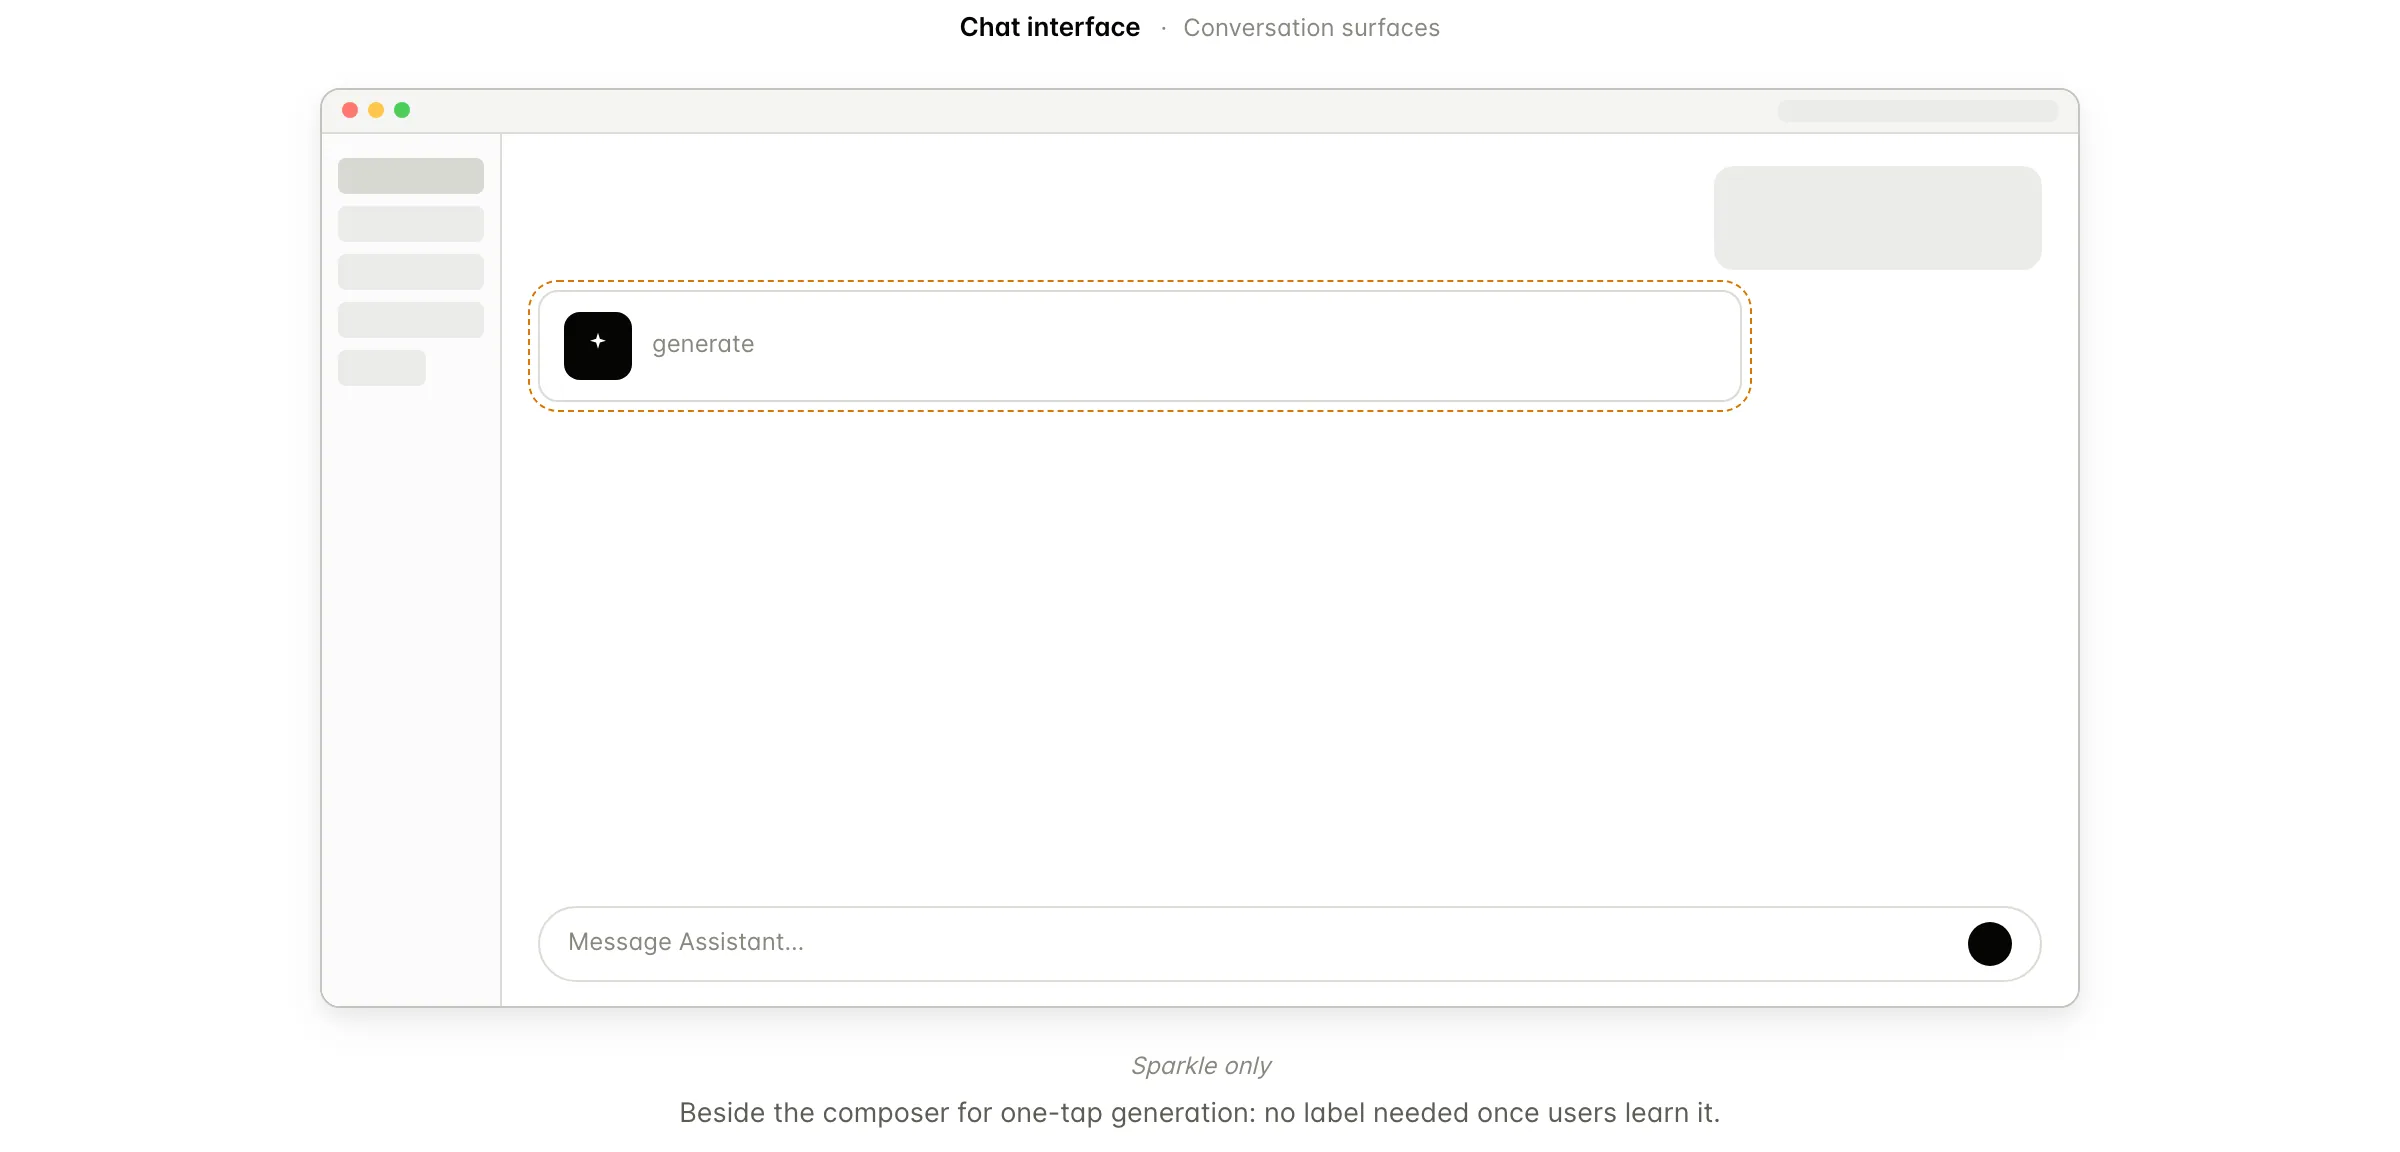 Chat interface · Conversation surfaces
generate
Message Assistant...
Sparkle only
Beside the composer for one-tap generation: no label needed once users learn it.